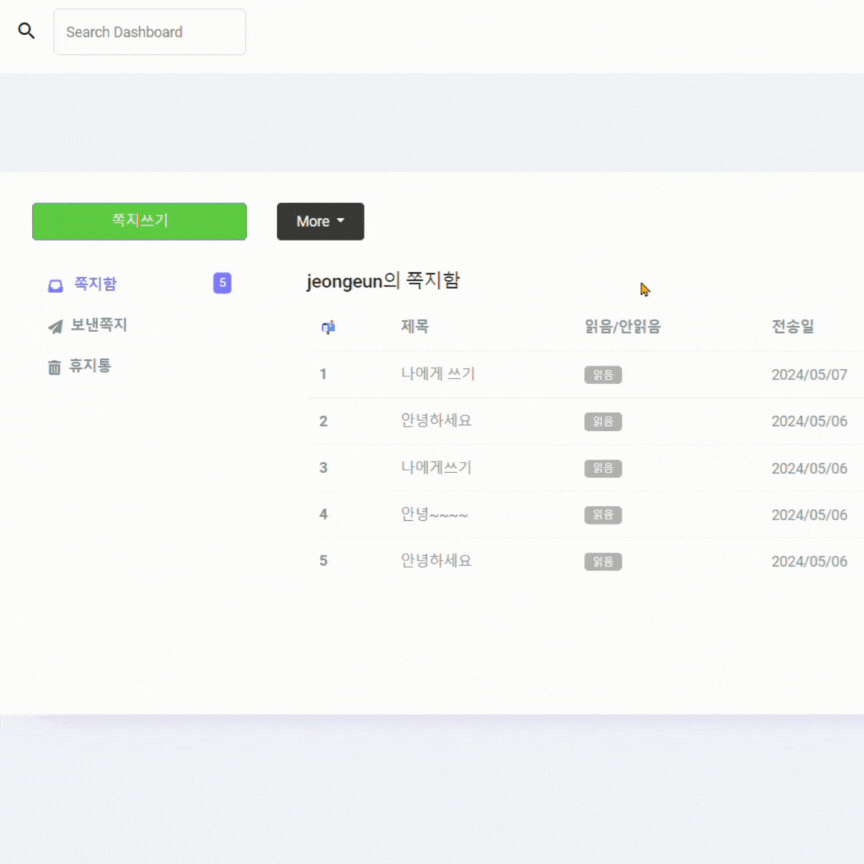 Search Dashboard
쪽지쓰기
More
쪽지함 5
보낸쪽지
휴지통
jeongeun의 쪽지함
제목 읽음/안읽음 전송일
1 나에게 쓰기 읽음 2024/05/07
2 안녕하세요 읽음 2024/05/06
3 나에게쓰기 읽음 2024/05/06
4 안녕~~~~ 읽음 2024/05/06
5 안녕하세요 읽음 2024/05/06